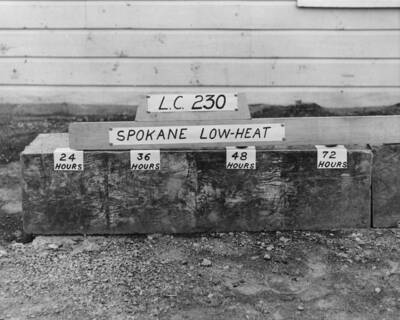 L.C. 230
SPOKANE LOW-HEAT
24 HOURS
36 HOURS
48 HOURS
72 HOURS